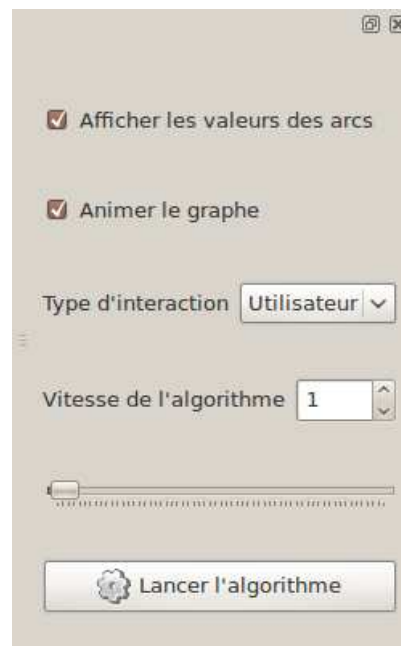 Afficher les valeurs des arcs
Animer le graphe
Type d'interaction Utilisateur
Vitesse de l'algorithme 1
Lancer l'algorithme